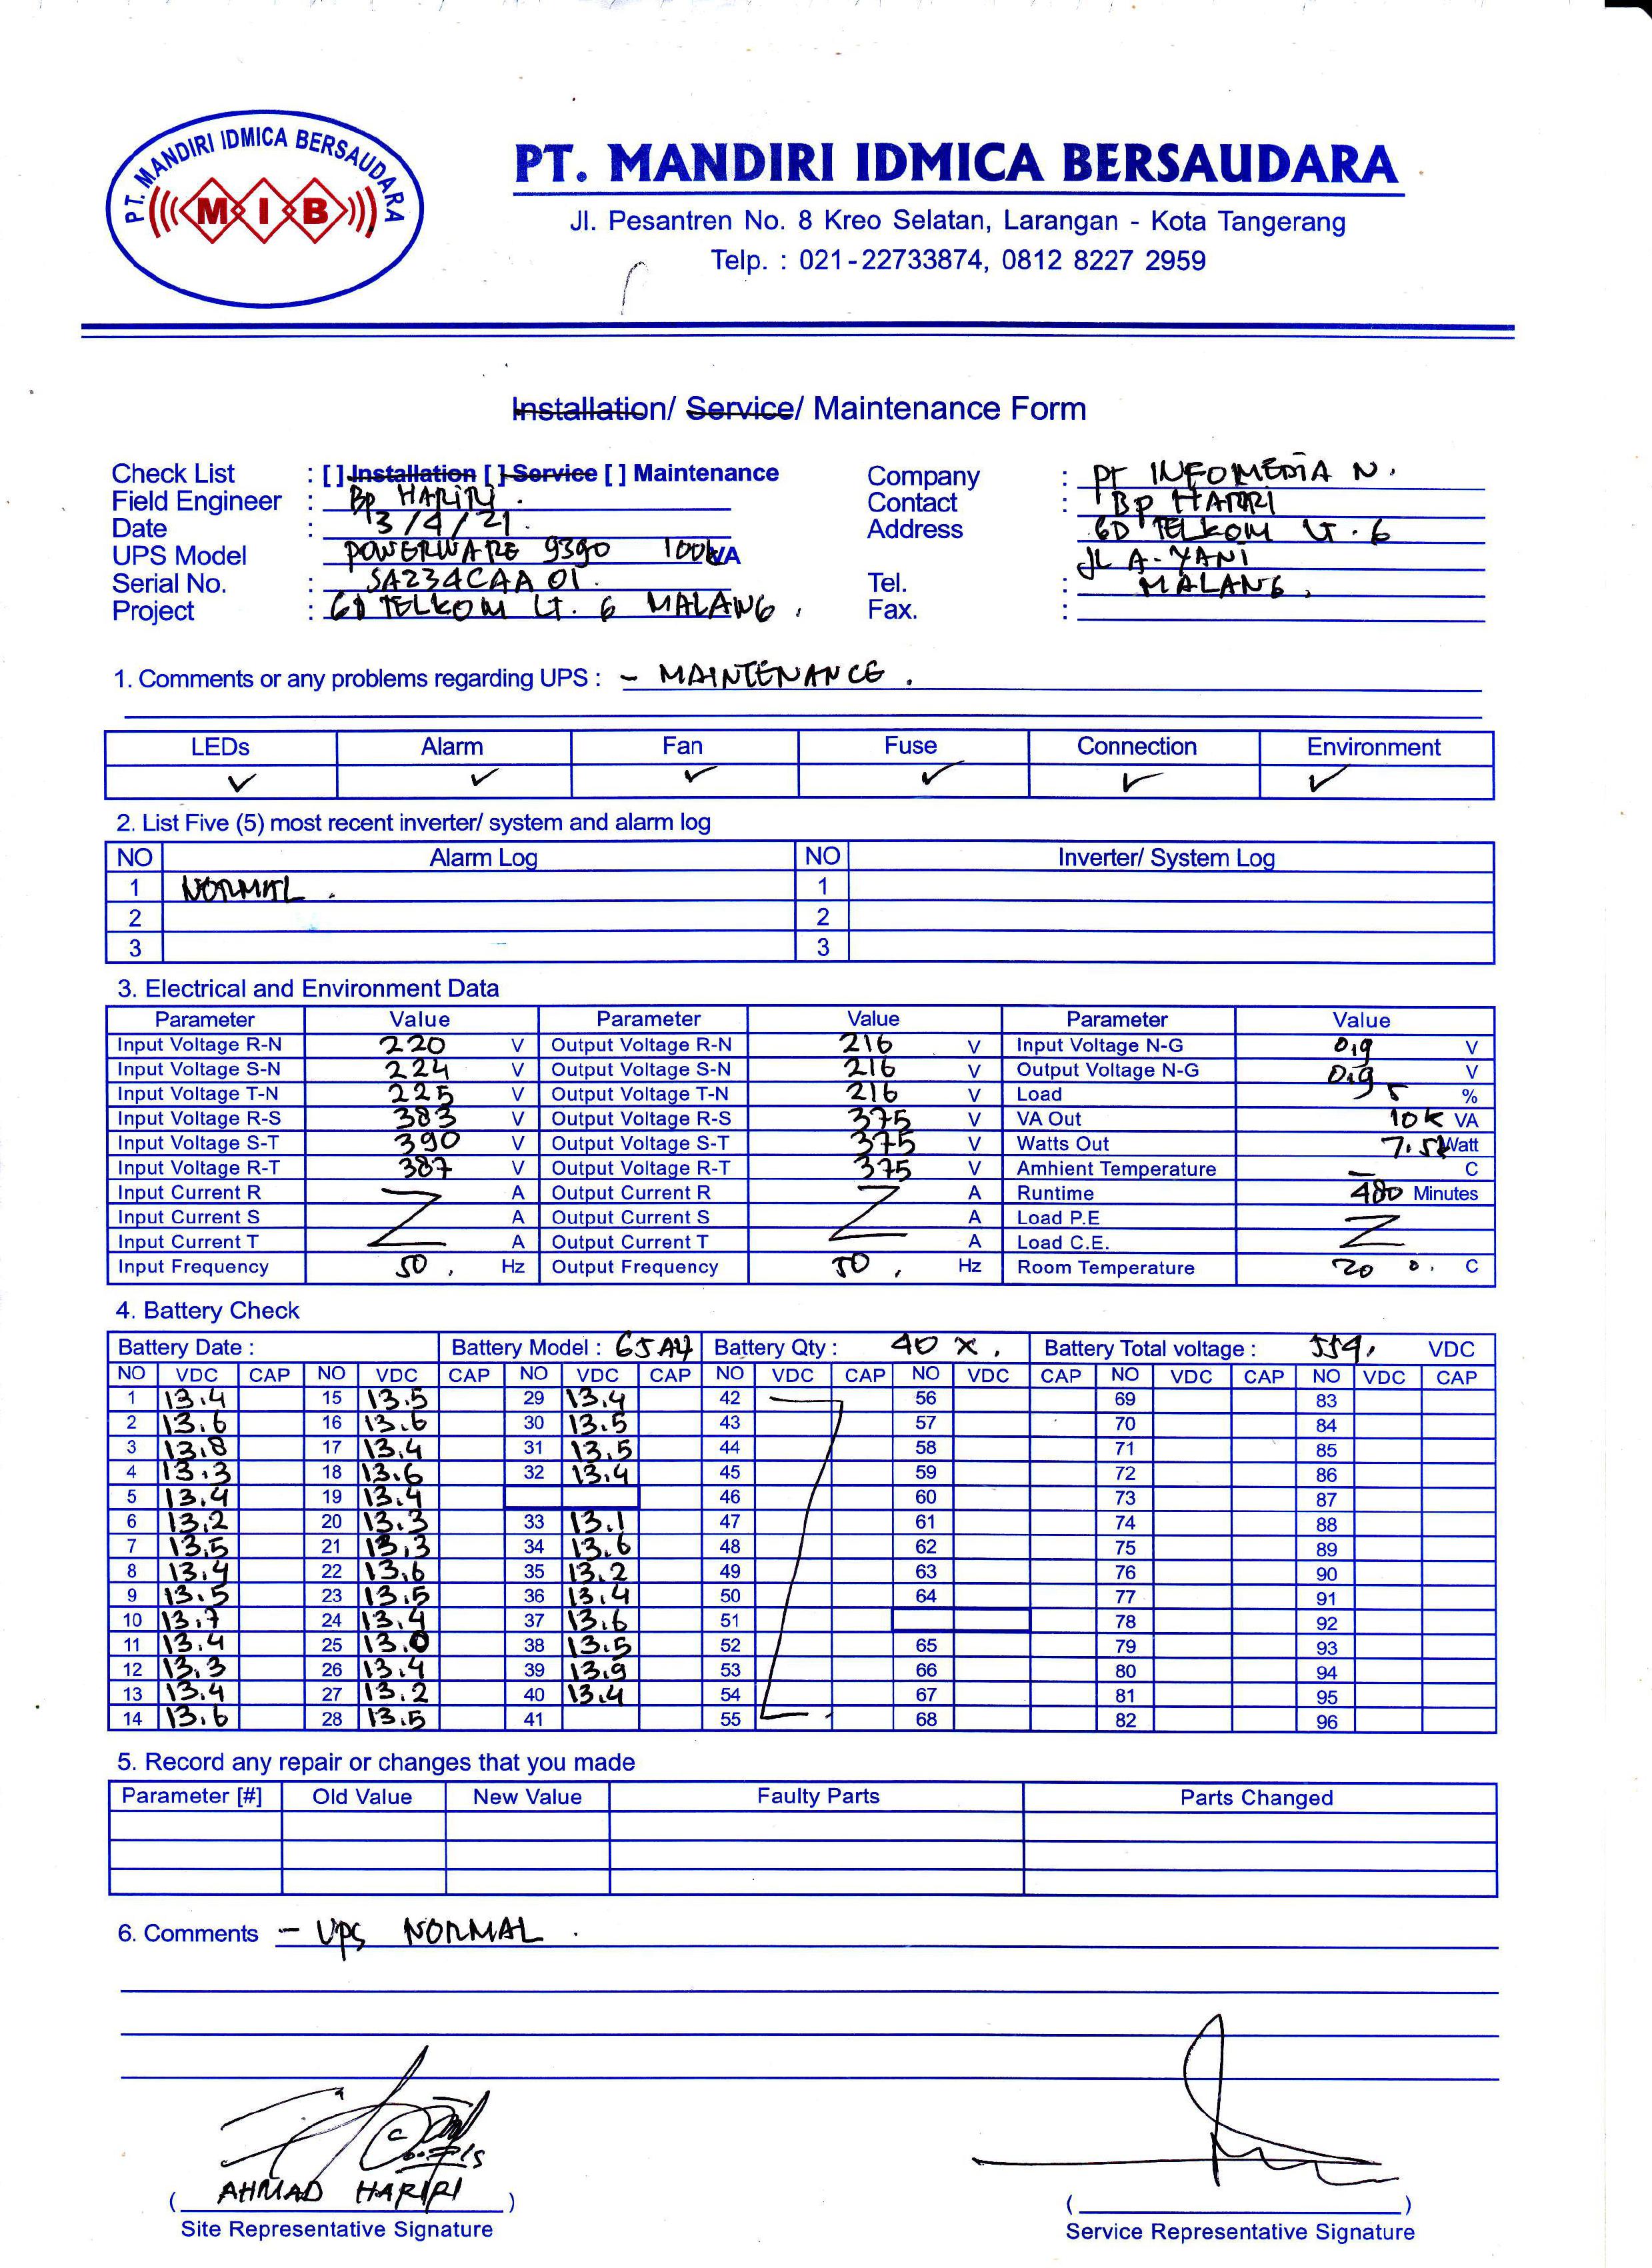 PT. MANDIRI IDMICA BERSAUDARA
M I B
PT. MANDIRI IDMICA BERSAUDARA
Jl. Pesantren No. 8 Kreo Selatan, Larangan - Kota Tangerang
Telp. : 021-22733874, 0812 8227 2959
Installation/ Service/ Maintenance Form
Check List : [ ] Installation [ ] Service [ ] Maintenance
Field Engineer : BP HARIRI.
Date : 13/4/21.
UPS Model POWERWARE 9390 100kVA
Serial No. : SA234CAA01.
Project : GD TELKOM LT. 6 MALANG.
Company : PT INFOMEDIA N.
Contact : BP HARIRI
Address GD TELKOM LT. 6
JL A. YANI
Tel. : MALANG.
Fax. :
1. Comments or any problems regarding UPS : - MAINTENANCE.
LEDs Alarm Fan Fuse Connection Environment
✓ ✓ ✓ ✓ ✓ ✓
2. List Five (5) most recent inverter/ system and alarm log
NO Alarm Log NO Inverter/ System Log
1 NORMAL. 1
2 2
3 3
3. Electrical and Environment Data
Parameter Value Parameter Value Parameter Value
Input Voltage R-N 220 V Output Voltage R-N 216 V Input Voltage N-G 0,9 V
Input Voltage S-N 224 V Output Voltage S-N 216 V Output Voltage N-G 0,9 V
Input Voltage T-N 225 V Output Voltage T-N 216 V Load 5 %
Input Voltage R-S 383 V Output Voltage R-S 375 V VA Out 10k VA
Input Voltage S-T 390 V Output Voltage S-T 375 V Watts Out 7.5k Watt
Input Voltage R-T 387 V Output Voltage R-T 375 V Amhient Temperature - C
Input Current R A Output Current R A Runtime 480 Minutes
Input Current S A Output Current S A Load P.E
Input Current T A Output Current T A Load C.E.
Input Frequency 50. Hz Output Frequency 50. Hz Room Temperature 20 °. C
4. Battery Check
Battery Date : Battery Model : 65AH Battery Qty : 40 X. Battery Total voltage : 554. VDC
NO VDC CAP NO VDC CAP NO VDC CAP NO VDC CAP NO VDC CAP NO VDC CAP NO VDC CAP
1 13.4 15 13.5 29 13.4 42 56 69 83
2 13.6 16 13.6 30 13.5 43 57 70 84
3 13.8 17 13.4 31 13.5 44 58 71 85
4 13.3 18 13.6 32 13.4 45 59 72 86
5 13.4 19 13.4 46 60 73 87
6 13.2 20 13.3 33 13.1 47 61 74 88
7 13.5 21 13.3 34 13.6 48 62 75 89
8 13.4 22 13.6 35 13.2 49 63 76 90
9 13.5 23 13.5 36 13.4 50 64 77 91
10 13.7 24 13.4 37 13.6 51 78 92
11 13.4 25 13.0 38 13.5 52 65 79 93
12 13.3 26 13.4 39 13.9 53 66 80 94
13 13.4 27 13.2 40 13.4 54 67 81 95
14 13.6 28 13.5 41 55 68 82 96
5. Record any repair or changes that you made
Parameter [#] Old Value New Value Faulty Parts Parts Changed
6. Comments - UPS NORMAL.
AHMAD HARIRI
( ) ( )
Site Representative Signature Service Representative Signature